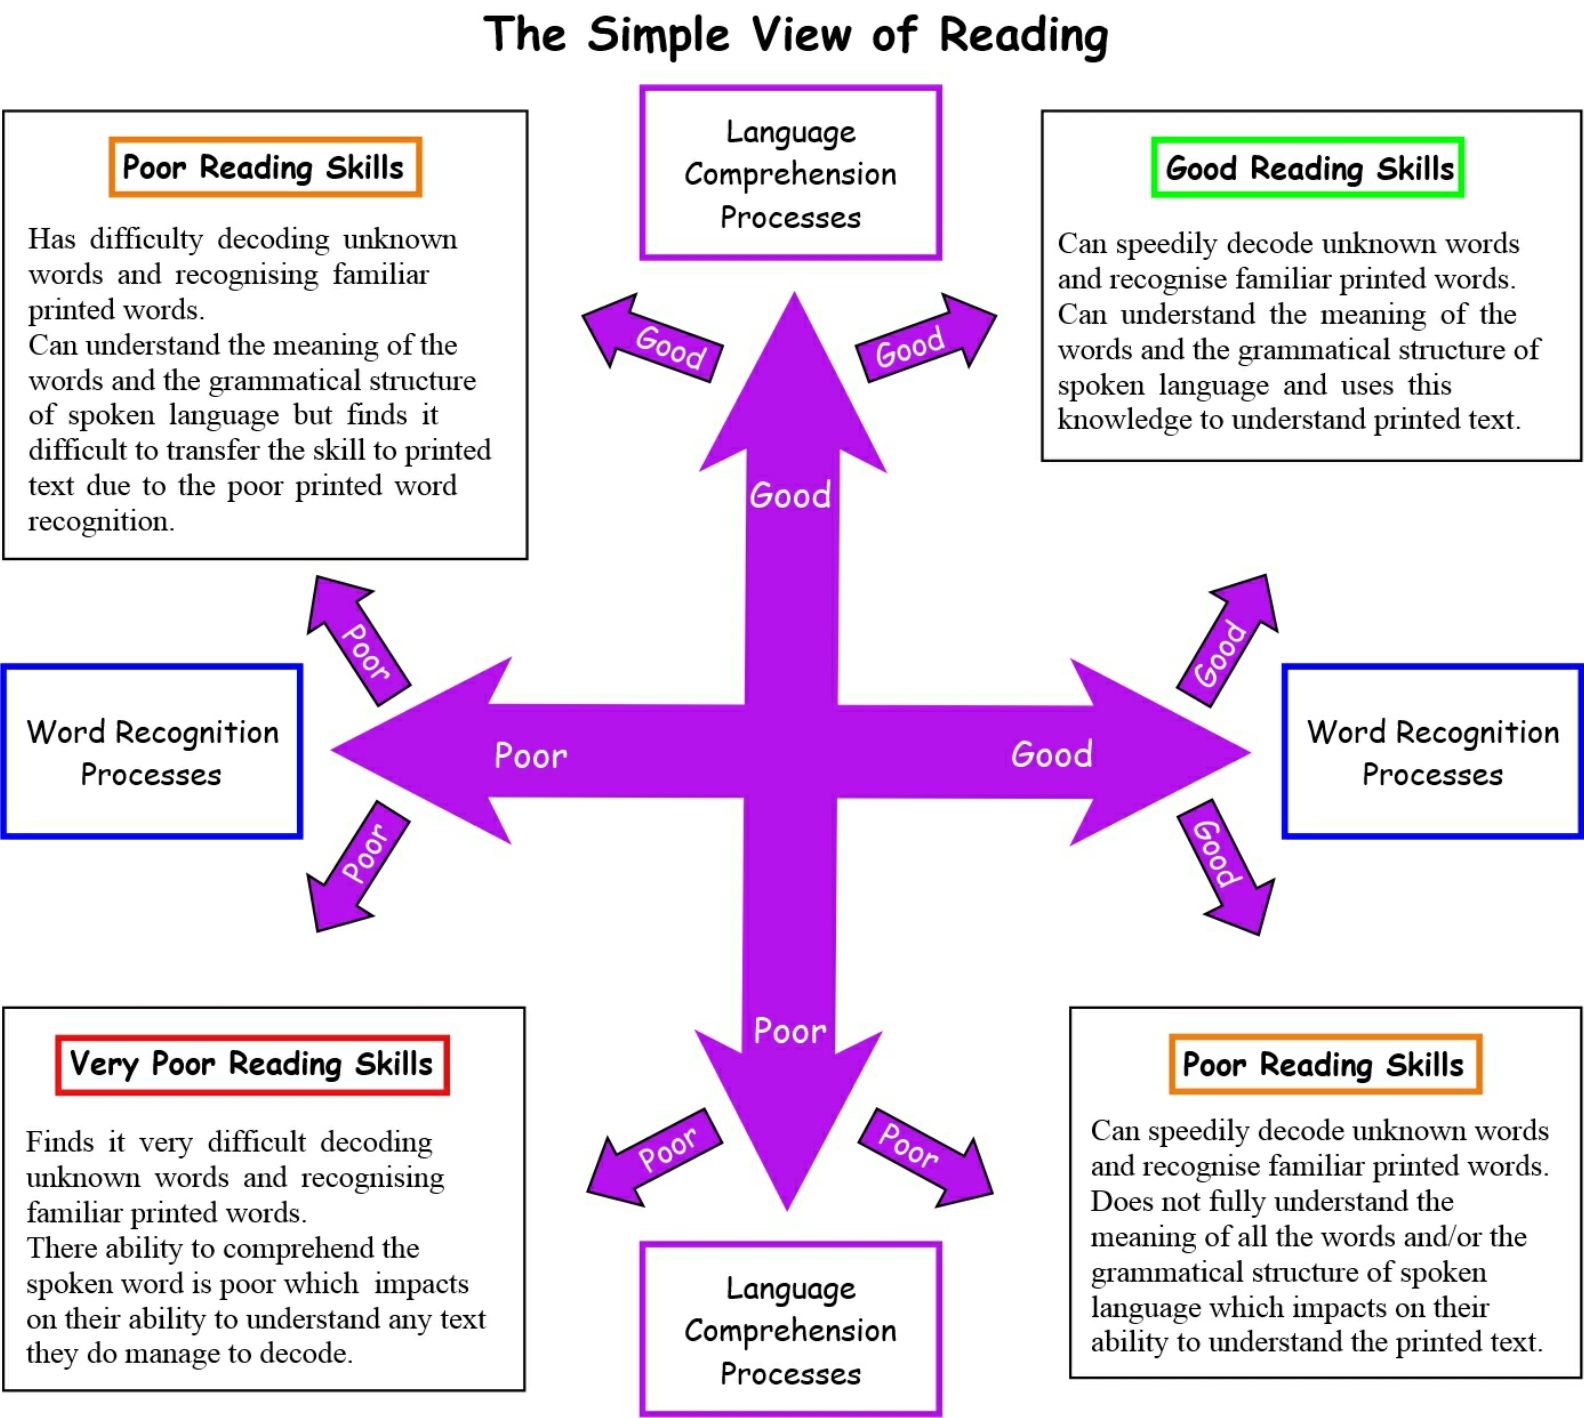 The Simple View of Reading
Language
Comprehension
Processes
Poor Reading Skills
Has difficulty decoding unknown
words and recognising familiar
printed words.
Can understand the meaning of the
words and the grammatical structure
of spoken language but finds it
difficult to transfer the skill to printed
text due to the poor printed word
recognition.
Good Reading Skills
Can speedily decode unknown words
and recognise familiar printed words.
Can understand the meaning of the
words and the grammatical structure of
spoken language and uses this
knowledge to understand printed text.
Good
Good
Good
Poor
Good
Word Recognition
Processes
Poor
Good
Word Recognition
Processes
Poor
Good
Poor
Poor
Poor
Very Poor Reading Skills
Finds it very difficult decoding
unknown words and recognising
familiar printed words.
There ability to comprehend the
spoken word is poor which impacts
on their ability to understand any text
they do manage to decode.
Poor Reading Skills
Can speedily decode unknown words
and recognise familiar printed words.
Does not fully understand the
meaning of all the words and/or the
grammatical structure of spoken
language which impacts on their
ability to understand the printed text.
Language
Comprehension
Processes